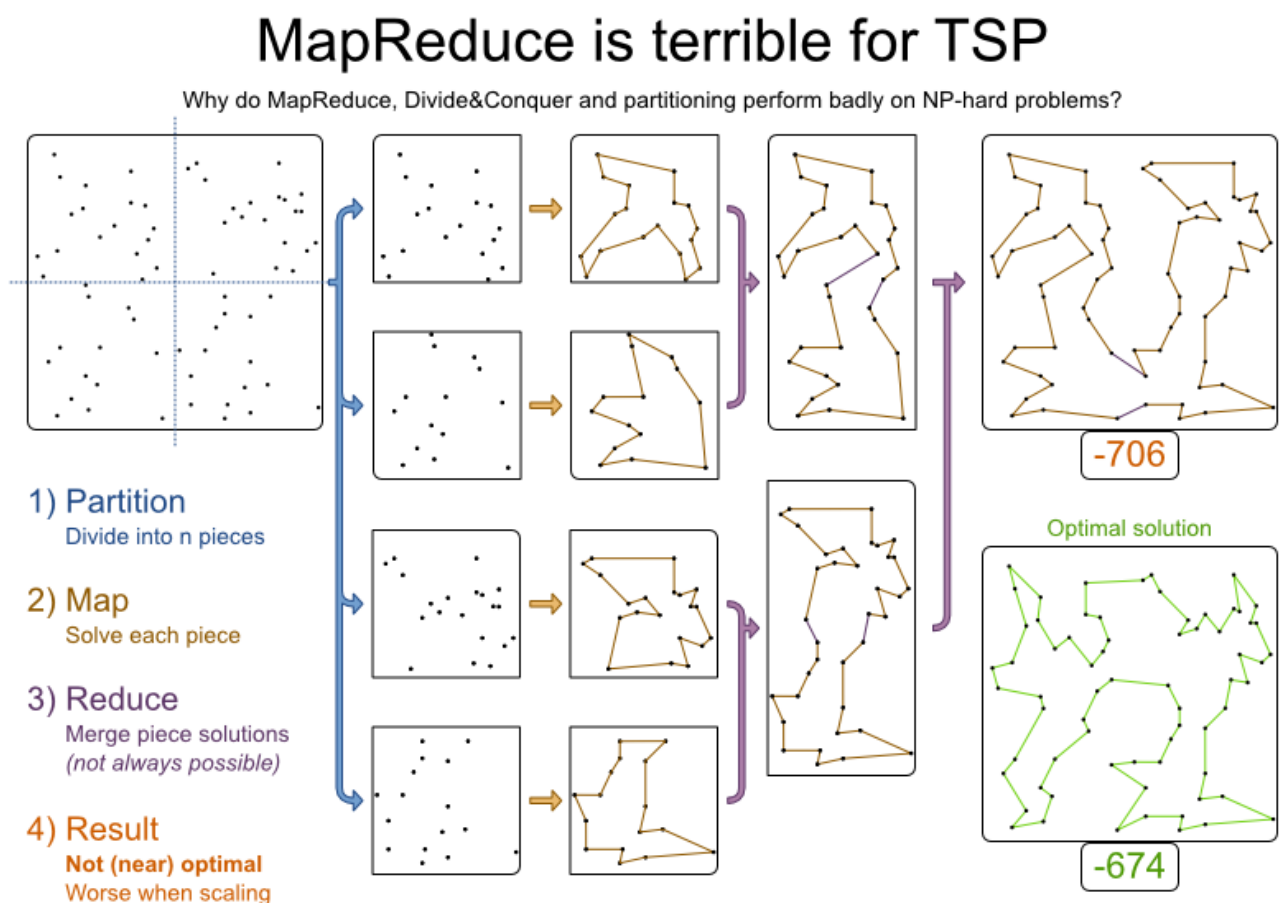 MapReduce is terrible for TSP
Why do MapReduce, Divide&Conquer and partitioning perform badly on NP-hard problems?
-706
1) Partition
Divide into n pieces
Optimal solution
2) Map
Solve each piece
3) Reduce
Merge piece solutions
(not always possible)
4) Result
Not (near) optimal
Worse when scaling
-674